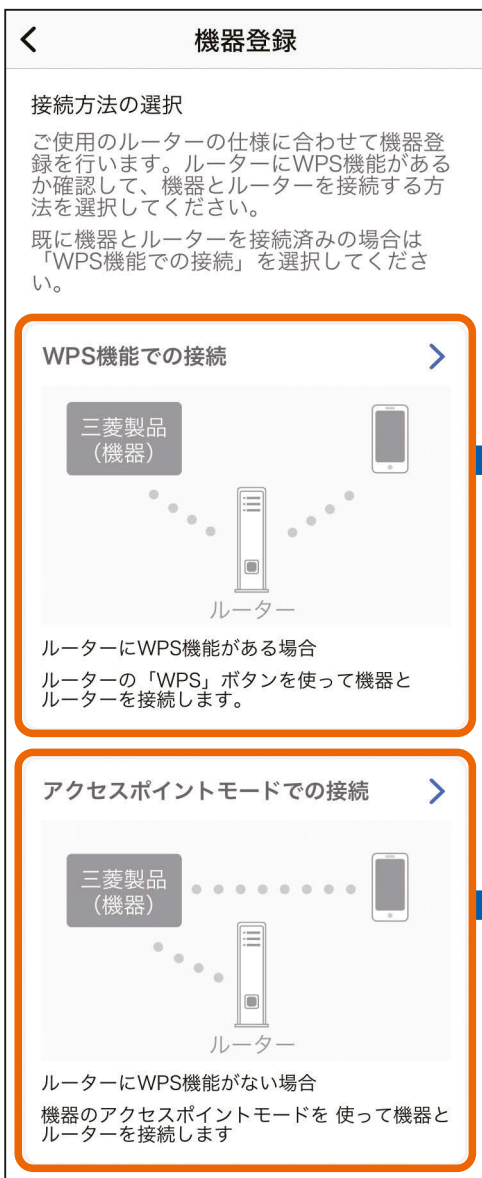 機器登録
接続方法の選択
ご使用のルーターの仕様に合わせて機器登
録を行います。ルーターにWPS機能がある
か確認して、機器とルーターを接続する方
法を選択してください。
既に機器とルーターを接続済みの場合は
「WPS機能での接続」を選択してくださ
い。
WPS機能での接続
三菱製品
（機器）
ルーター
ルーターにWPS機能がある場合
ルーターの「WPS」ボタンを使って機器と
ルーターを接続します。
アクセスポイントモードでの接続
三菱製品
（機器）
ルーター
ルーターにWPS機能がない場合
機器のアクセスポイントモードを 使って機器と
ルーターを接続します